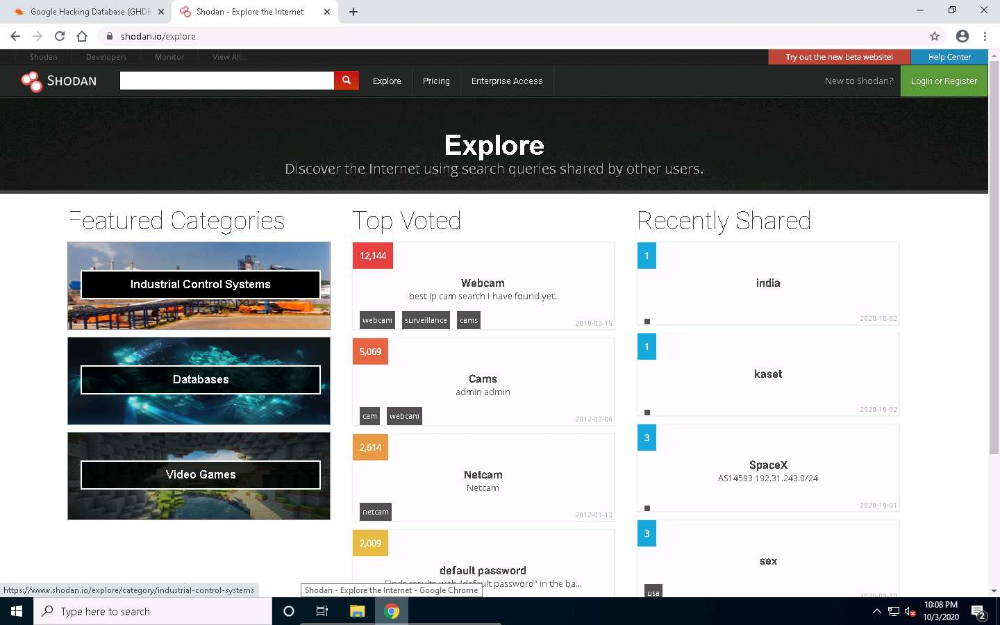 Google Hacking Database (GHDB
Shodan - Explore the Internet
shodan.io/explore
Shodan
Developers
Monitor
View All...
Try out the new beta website!
Help Center
SHODAN
Explore
Pricing
Enterprise Access
New to Shodan?
Login or Register
Explore
Discover the Internet using search queries shared by other users.
Featured Categories
Industrial Control Systems
Databases
Video Games
Top Voted
12,144
Webcam
best ip cam search I have found yet.
webcam surveillance cams
2010-03-15
5,069
Cams
admin admin
cam webcam
2012-02-06
2,614
Netcam
Netcam
netcam
2012-01-13
2,009
default password
Finds results with "default password" in the ba...
Recently Shared
1
india
2020-10-02
1
kaset
2020-10-02
3
SpaceX
AS14593 192.31.243.0/24
2020-10-01
3
sex
usa
2020-09-30
https://www.shodan.io/explore/category/industrial-control-systems
Shodan - Explore the Internet - Google Chrome
Type here to search
10:08 PM
10/3/2020
2